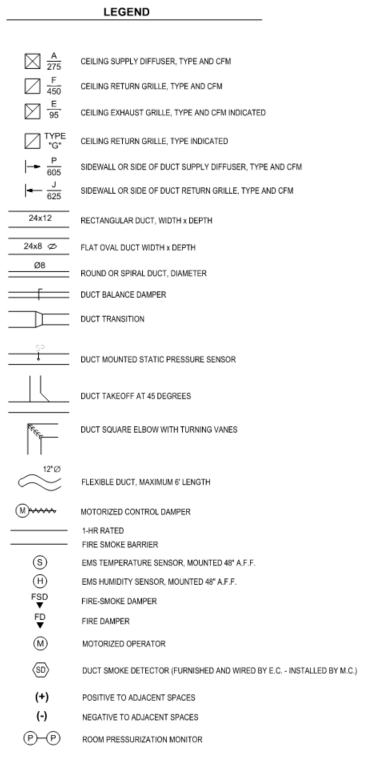 LEGEND
A
275
CEILING SUPPLY DIFFUSER, TYPE AND CFM
F
450
CEILING RETURN GRILLE, TYPE AND CFM
E
95
CEILING EXHAUST GRILLE, TYPE AND CFM INDICATED
TYPE
"G"
CEILING RETURN GRILLE, TYPE INDICATED
P
605
SIDEWALL OR SIDE OF DUCT SUPPLY DIFFUSER, TYPE AND CFM
J
625
SIDEWALL OR SIDE OF DUCT RETURN GRILLE, TYPE AND CFM
24x12 RECTANGULAR DUCT, WIDTH x DEPTH
24x8 FLAT OVAL DUCT WIDTH x DEPTH
Ø8 ROUND OR SPIRAL DUCT, DIAMETER
DUCT BALANCE DAMPER
DUCT TRANSITION
DUCT MOUNTED STATIC PRESSURE SENSOR
DUCT TAKEOFF AT 45 DEGREES
DUCT SQUARE ELBOW WITH TURNING VANES
12"Ø
FLEXIBLE DUCT, MAXIMUM 6' LENGTH
M MOTORIZED CONTROL DAMPER
1-HR RATED
FIRE SMOKE BARRIER
S EMS TEMPERATURE SENSOR, MOUNTED 48" A.F.F.
H EMS HUMIDITY SENSOR, MOUNTED 48" A.F.F.
FSD FIRE-SMOKE DAMPER
FD FIRE DAMPER
M MOTORIZED OPERATOR
SD DUCT SMOKE DETECTOR (FURNISHED AND WIRED BY E.C. - INSTALLED BY M.C.)
(+) POSITIVE TO ADJACENT SPACES
(-) NEGATIVE TO ADJACENT SPACES
P P ROOM PRESSURIZATION MONITOR